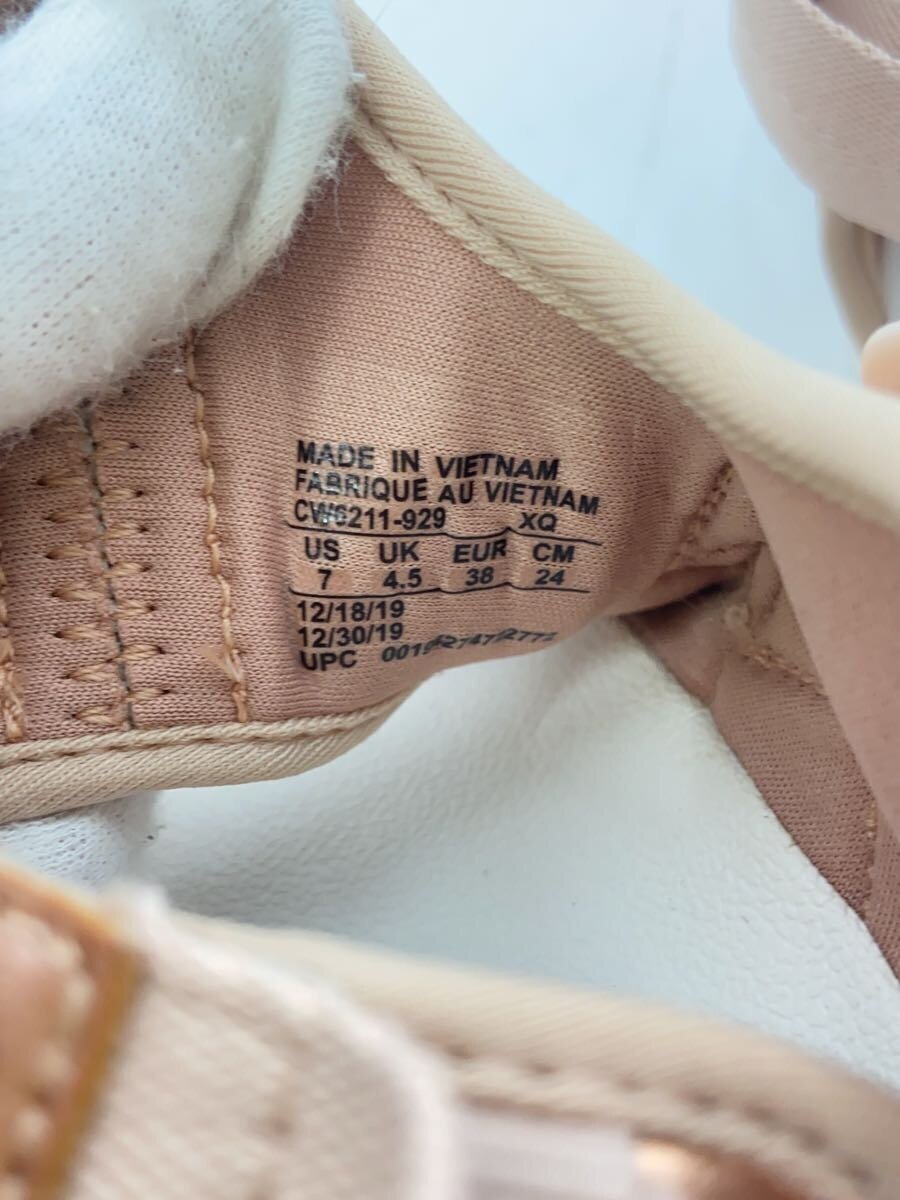 MADE IN VIETNAM
FABRIQUE AU VIETNAM
CW6211-929 XQ
US UK EUR CM
7 4.5 38 24
12/18/19
12/30/19
UPC